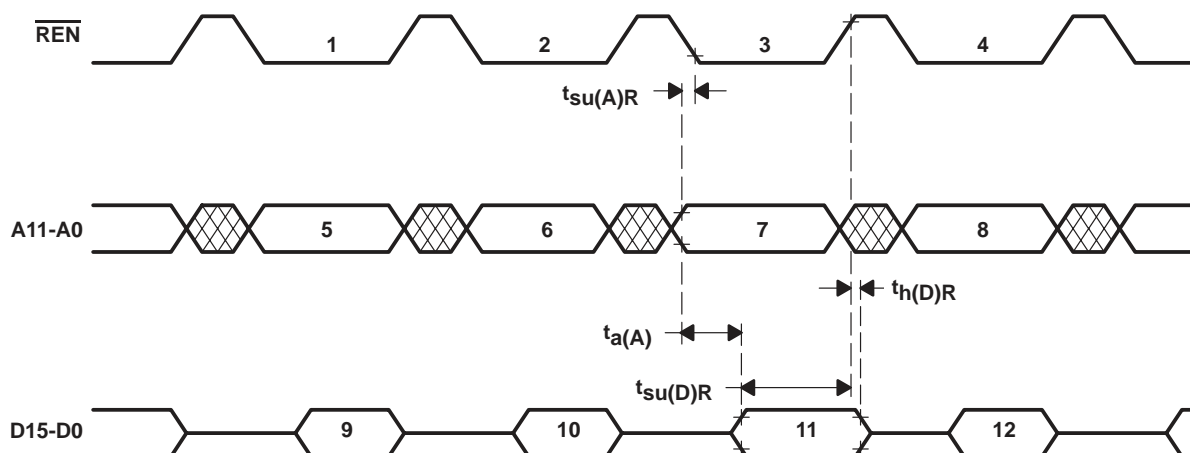 REN
1 2 3 4
tsu(A)R
A11-A0
5 6 7 8
th(D)R
ta(A)
tsu(D)R
D15-D0
9 10 11 12